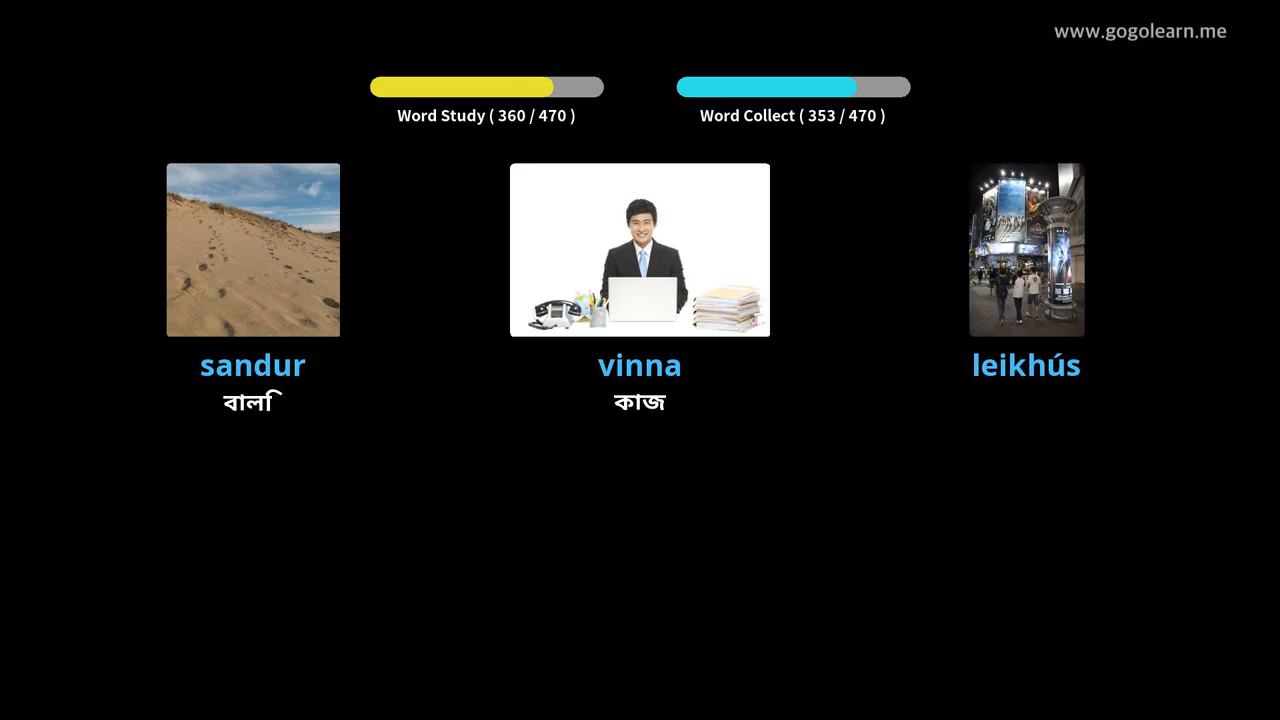 www.gogolearn.me
Word Study ( 360 / 470 )
Word Collect ( 353 / 470 )
sandur
বালি
vinna
কাজ
leikhús